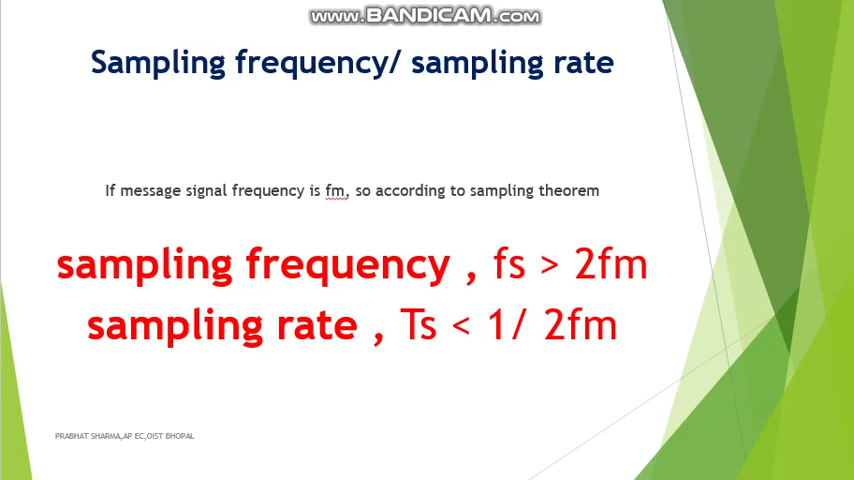 www.BANDICAM.com
Sampling frequency/ sampling rate
If message signal frequency is fm, so according to sampling theorem
sampling frequency , fs > 2fm
sampling rate , Ts < 1/ 2fm
PRABHAT SHARMA,AP EC,OIST BHOPAL